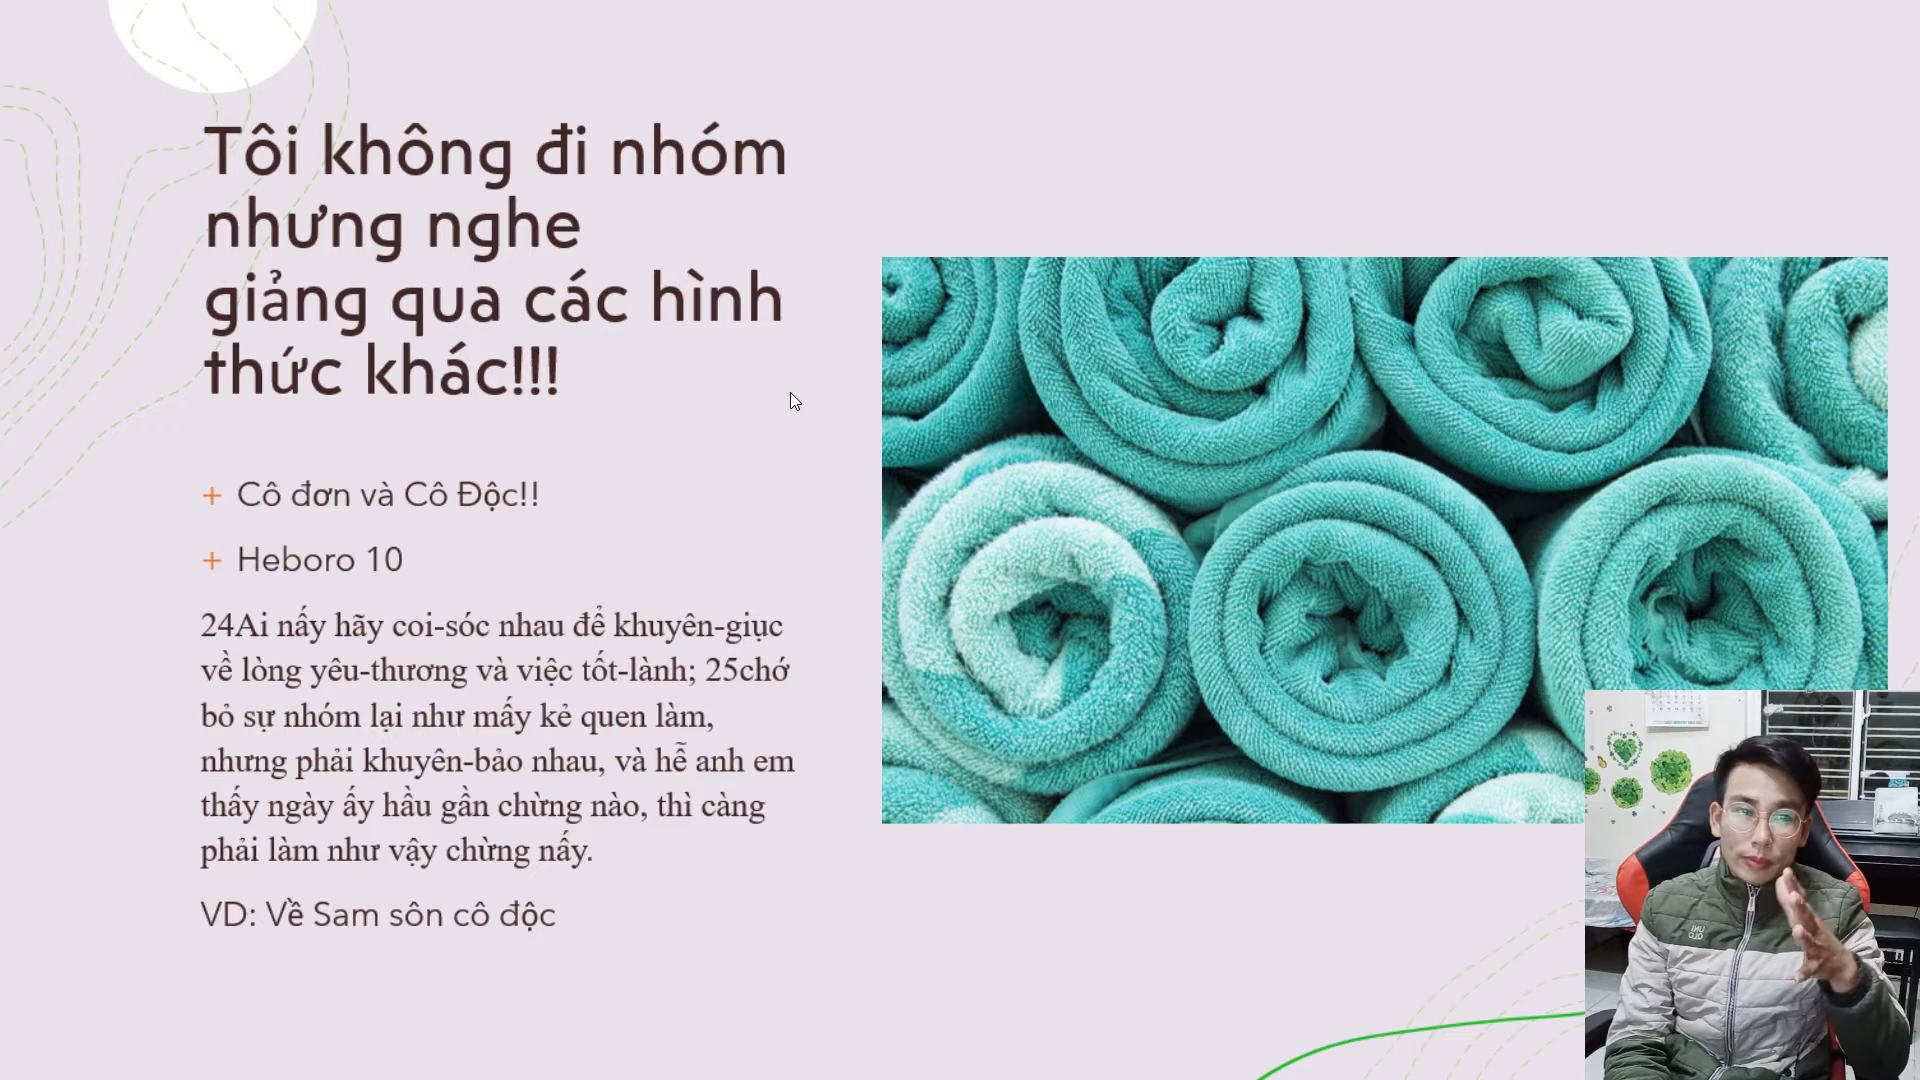 Tôi không đi nhóm
nhưng nghe
giảng qua các hình
thức khác!!!
+ Cô đơn và Cô Độc!!
+ Heboro 10
24Ai nấy hãy coi-sóc nhau để khuyên-giục
về lòng yêu-thương và việc tốt-lành; 25chớ
bỏ sự nhóm lại như mấy kẻ quen làm,
nhưng phải khuyên-bảo nhau, và hễ anh em
thấy ngày ấy hầu gần chừng nào, thì càng
phải làm như vậy chừng nấy.
VD: Về Sam sôn cô độc
UNI
QLO